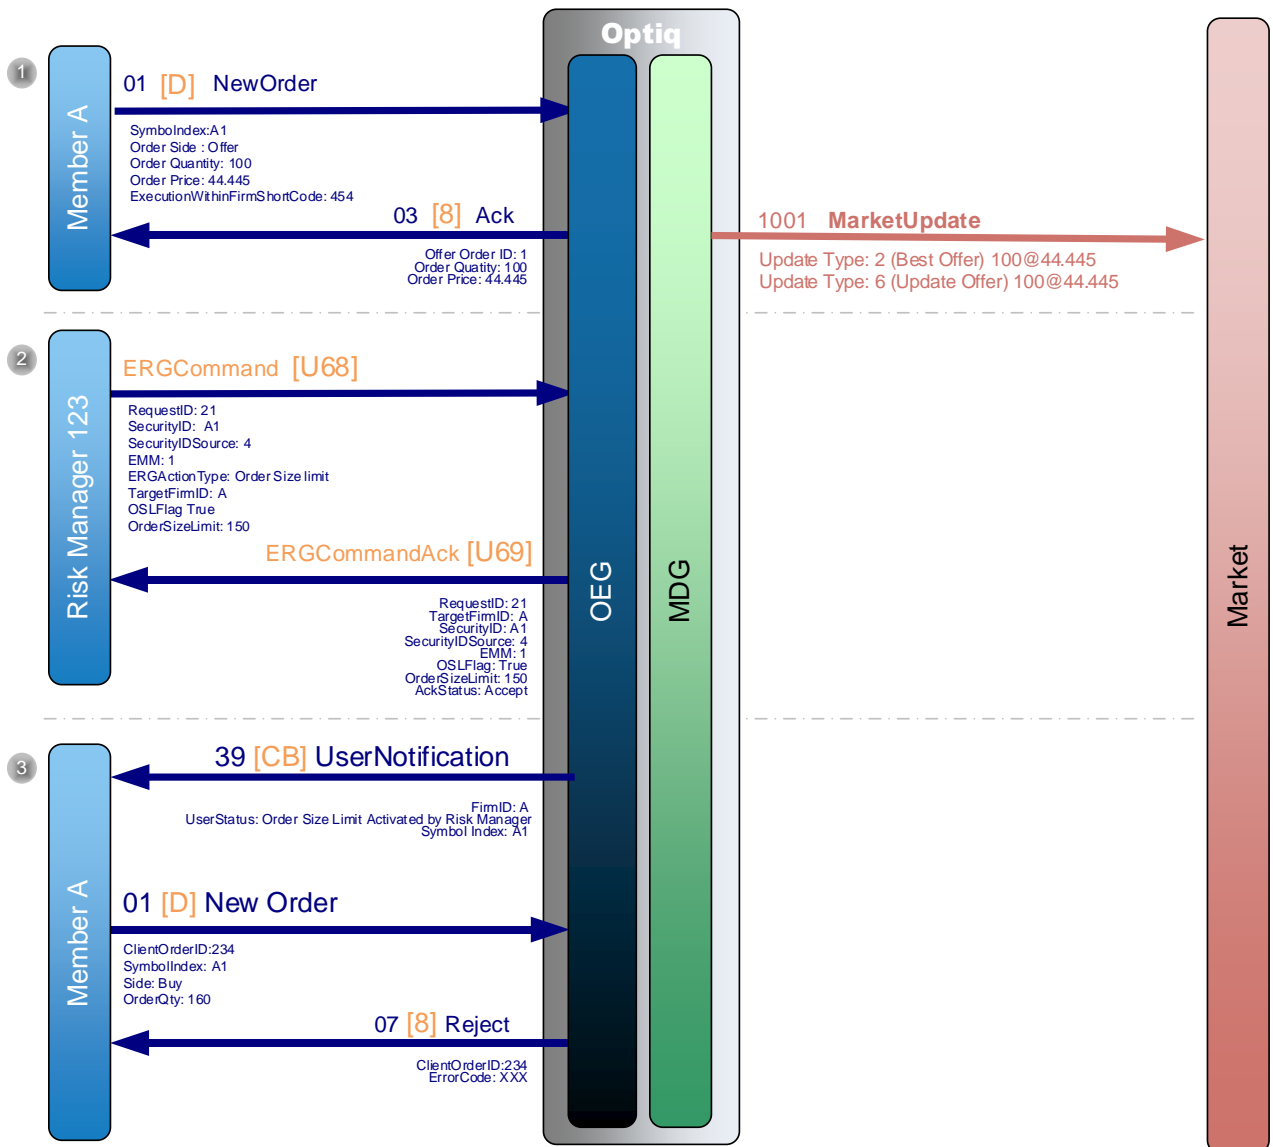 Optiq
1
Member A
01 [D] NewOrder
SymbolIndex:A1
Order Side : Offer
Order Quantity: 100
Order Price: 44.445
ExecutionWithinFirmShortCode: 454
03 [8] Ack
Offer Order ID: 1
Order Quatity: 100
Order Price: 44.445
1001 MarketUpdate
Update Type: 2 (Best Offer) 100@44.445
Update Type: 6 (Update Offer) 100@44.445
2
Risk Manager 123
ERGCommand [U68]
RequestID: 21
SecurityID: A1
SecurityIDSource: 4
EMM: 1
ERGActionType: Order Size limit
TargetFirmID: A
OSLFlag True
OrderSizeLimit: 150
ERGCommandAck [U69]
RequestID: 21
TargetFirmID: A
SecurityID: A1
SecurityIDSource: 4
EMM: 1
OSLFlag: True
OrderSizeLimit: 150
AckStatus: Accept
OEG
MDG
Market
3
Member A
39 [CB] UserNotification
FirmID: A
UserStatus: Order Size Limit Activated by Risk Manager
Symbol Index: A1
01 [D] New Order
ClientOrderID:234
SymbolIndex: A1
Side: Buy
OrderQty: 160
07 [8] Reject
ClientOrderID:234
ErrorCode: XXX